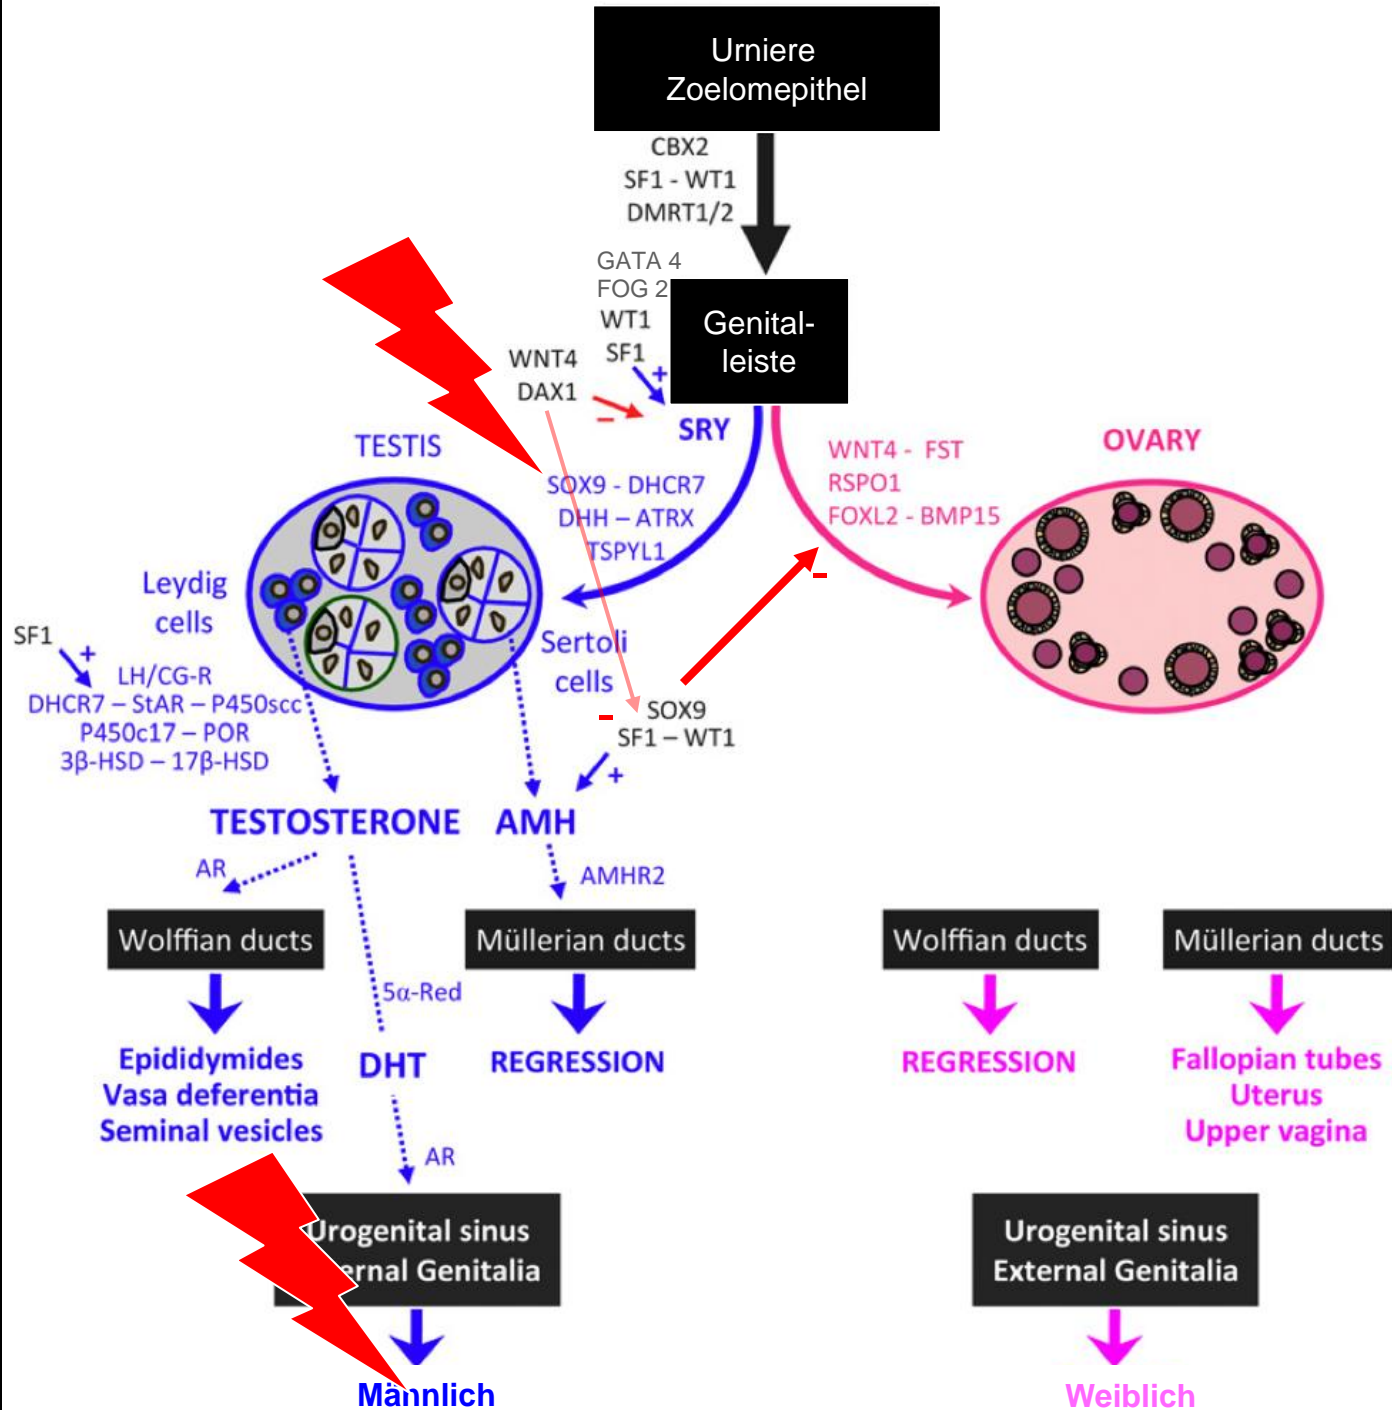 Urniere
Zoelomepithel
CBX2
SF1 - WT1
DMRT1/2
GATA 4
FOG 2
WT1
SF1
+
Genital-
leiste
WNT4
DAX1
–
SRY
TESTIS
SOX9 - DHCR7
DHH – ATRX
TSPYL1
WNT4 - FST
RSPO1
FOXL2 - BMP15
-
OVARY
Leydig
cells
Sertoli
cells
SF1
+
LH/CG-R
DHCR7 – StAR – P450scc
P450c17 – POR
3β-HSD – 17β-HSD
-
SOX9
SF1 – WT1
+
TESTOSTERONE
AMH
AR
AMHR2
Wolffian ducts
Müllerian ducts
Wolffian ducts
Müllerian ducts
5α-Red
Epididymides
Vasa deferentia
Seminal vesicles
DHT
REGRESSION
REGRESSION
Fallopian tubes
Uterus
Upper vagina
AR
Urogenital sinus
ernal Genitalia
Urogenital sinus
External Genitalia
Männlich
Weiblich